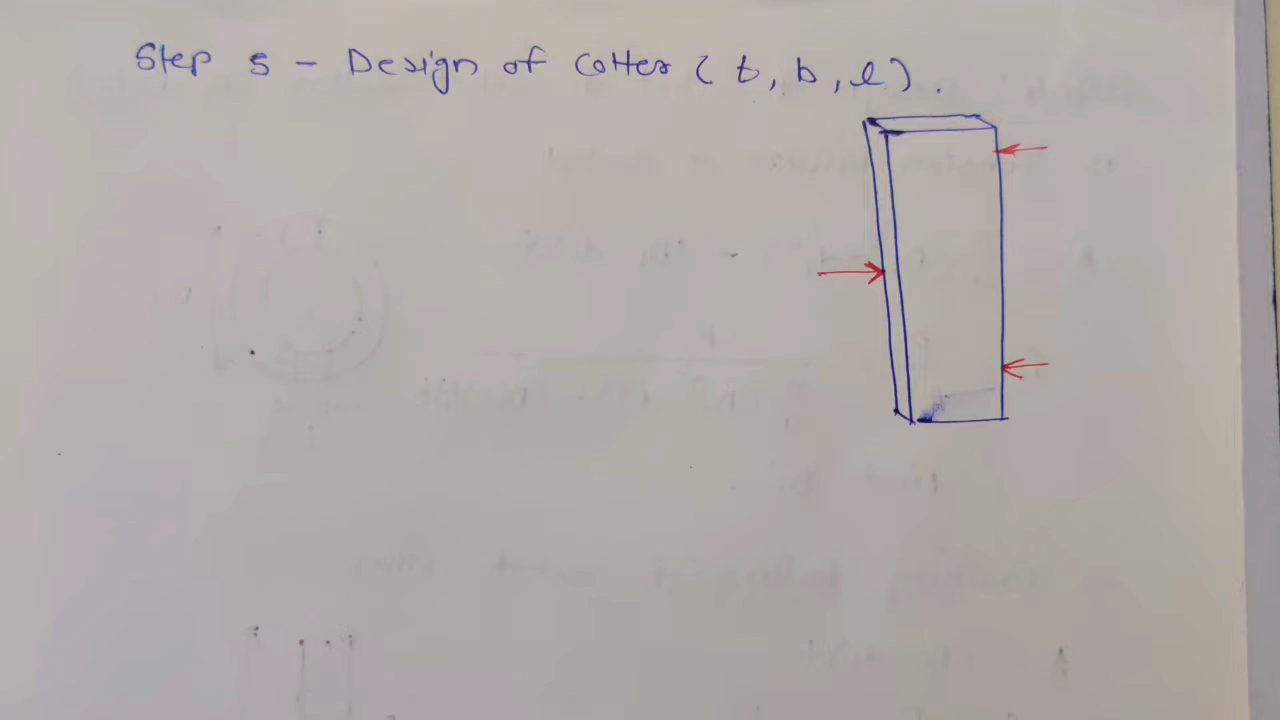 Step 5 - Design of Cotter (t, b, l).